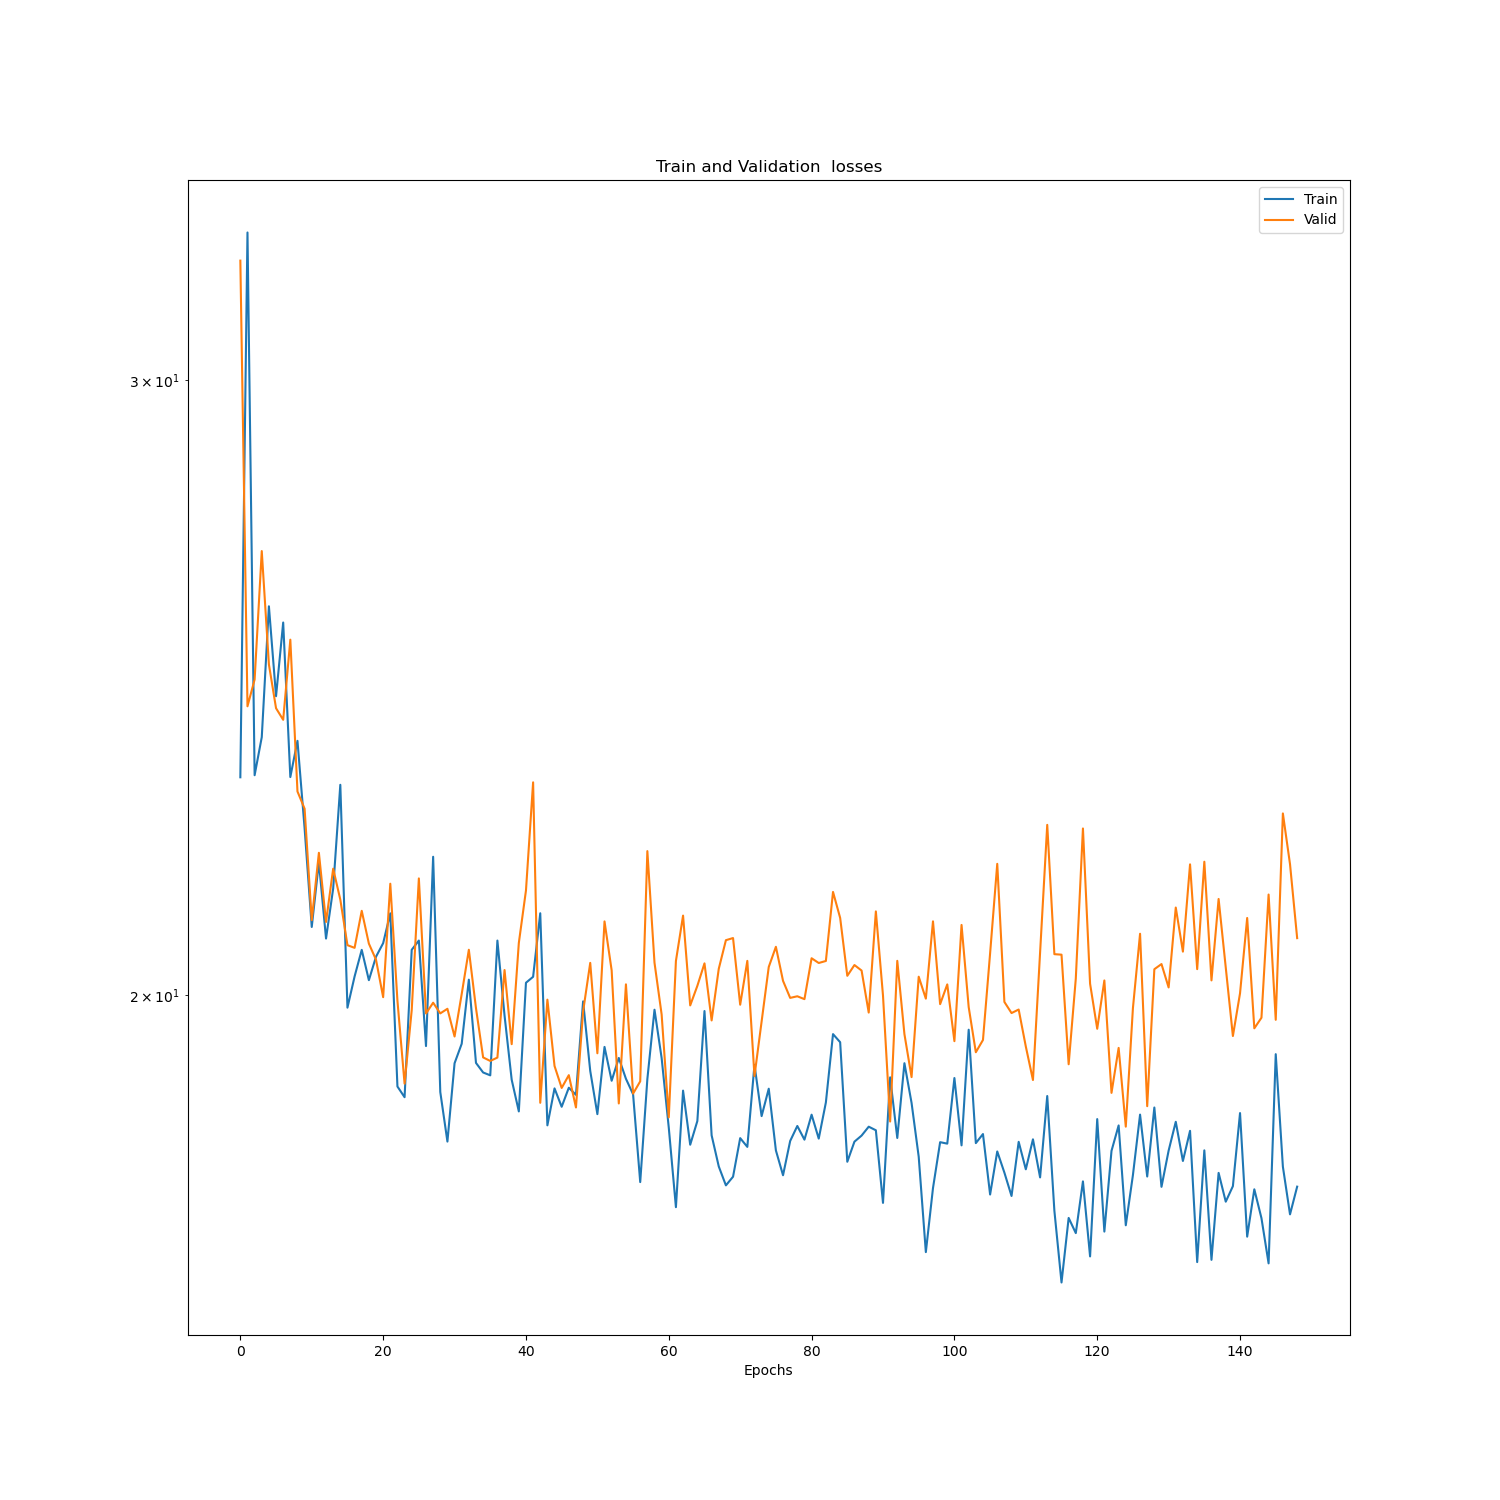 Train and Validation  losses
Train
Valid
3 × 10¹
2 × 10¹
0 20 40 60 80 100 120 140
Epochs